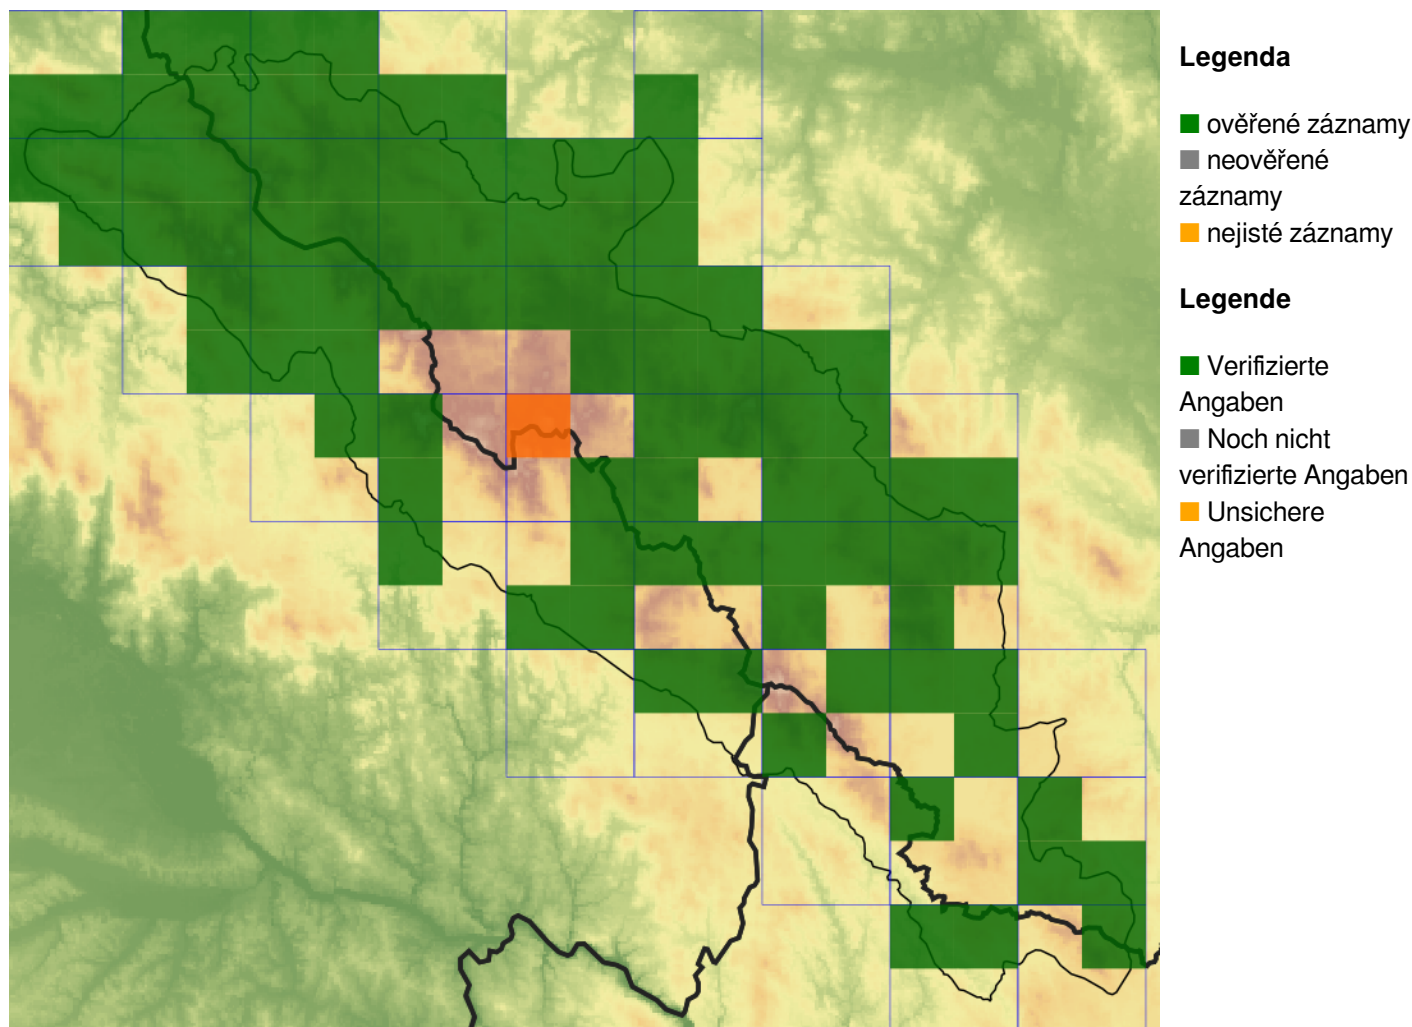 Legenda
ověřené záznamy
neověřené
záznamy
nejisté záznamy
Legende
Verifizierte
Angaben
Noch nicht
verifizierte Angaben
Unsichere
Angaben